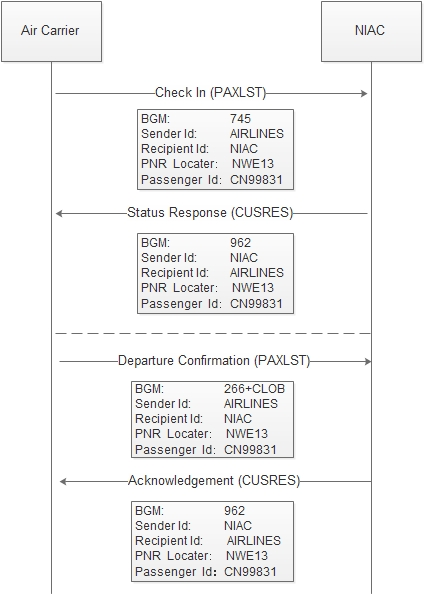 Air Carrier
NIAC
Check In (PAXLST)
BGM: 745
Sender Id: AIRLINES
Recipient Id: NIAC
PNR Locater: NWE13
Passenger Id: CN99831
Status Response (CUSRES)
BGM: 962
Sender Id: NIAC
Recipient Id: AIRLINES
PNR Locater: NWE13
Passenger Id: CN99831
Departure Confirmation (PAXLST)
BGM: 266+CLOB
Sender Id: AIRLINES
Recipient Id: NIAC
PNR Locater: NWE13
Passenger Id: CN99831
Acknowledgement (CUSRES)
BGM: 962
Sender Id: NIAC
Recipient Id: AIRLINES
PNR Locater: NWE13
Passenger Id: CN99831